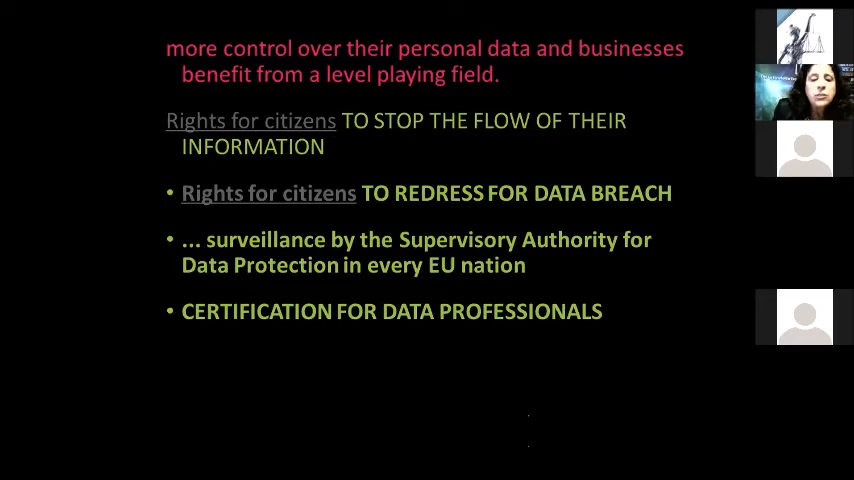 more control over their personal data and businesses
benefit from a level playing field.
Rights for citizens TO STOP THE FLOW OF THEIR
INFORMATION
• Rights for citizens TO REDRESS FOR DATA BREACH
• ... surveillance by the Supervisory Authority for
Data Protection in every EU nation
• CERTIFICATION FOR DATA PROFESSIONALS